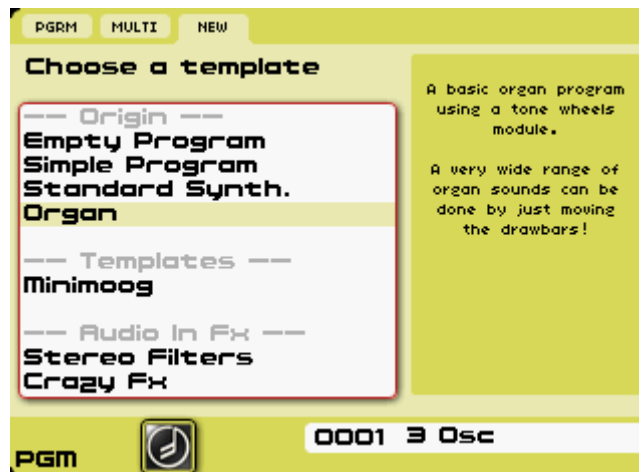 PGRM MULTI NEW
Choose a template
—— Origin ——
Empty Program
Simple Program
Standard Synth.
Organ
—— Templates ——
Minimoog
—— Audio In Fx ——
Stereo Filters
Crazy Fx
A basic organ program
using a tone wheels
module.
A very wide range of
organ sounds can be
done by just moving
the drawbars!
PGM
0001 3 Osc